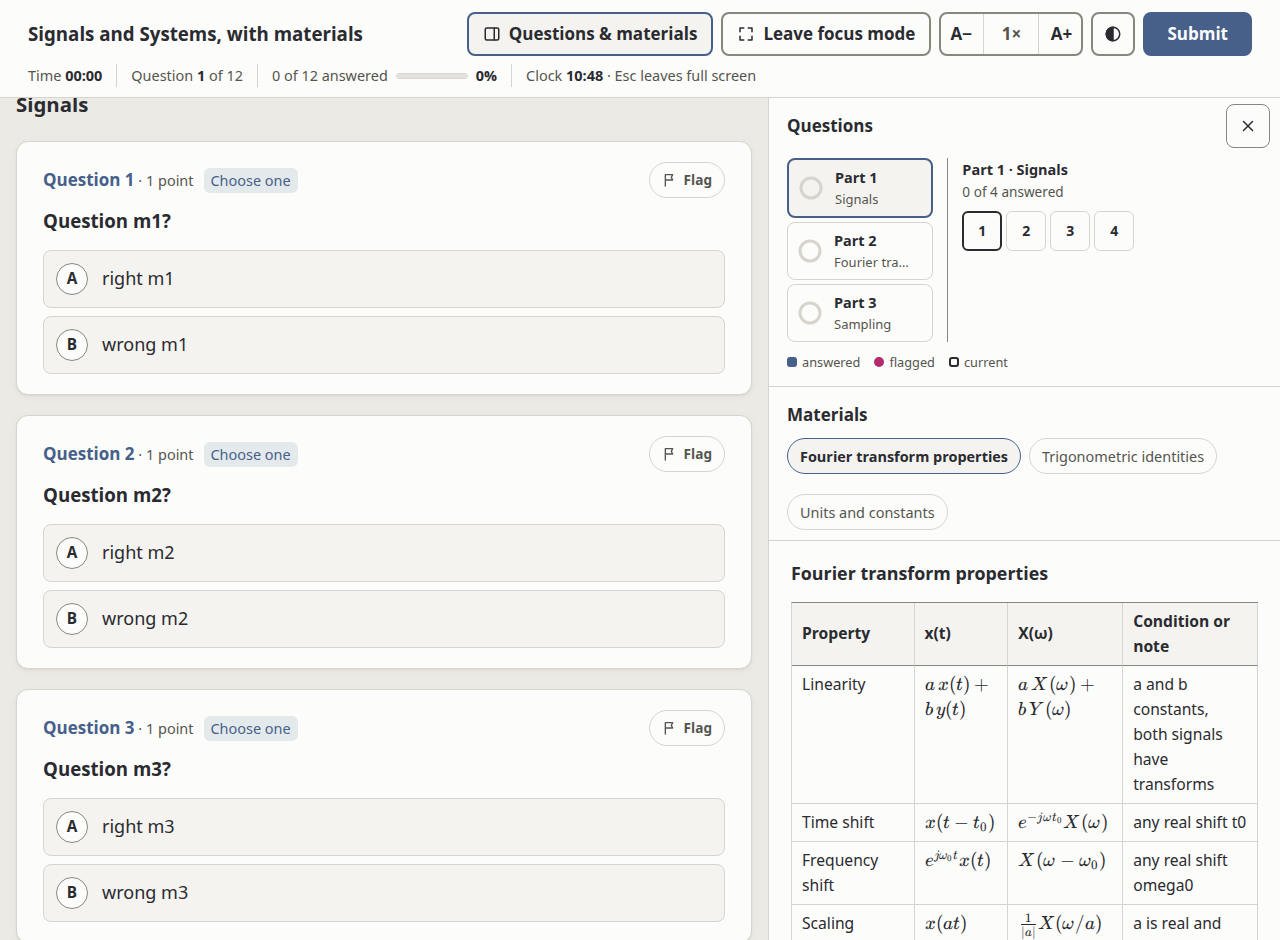 Signals and Systems, with materials
Questions & materials
Leave focus mode
A−
1×
A+
Submit
Time 00:00
Question 1 of 12
0 of 12 answered
0%
Clock 10:48 · Esc leaves full screen
Signals
Question 1 · 1 point Choose one
Flag
Question m1?
A right m1
B wrong m1
Question 2 · 1 point Choose one
Flag
Question m2?
A right m2
B wrong m2
Question 3 · 1 point Choose one
Flag
Question m3?
A right m3
B wrong m3
Questions
Part 1
Signals
Part 2
Fourier tra...
Part 3
Sampling
Part 1 · Signals
0 of 4 answered
1 2 3 4
answered flagged current
Materials
Fourier transform properties
Trigonometric identities
Units and constants
Fourier transform properties
Property x(t) X(ω) Condition or note
Linearity a x(t) + b y(t) a X(ω) + b Y(ω) a and b constants, both signals have transforms
Time shift x(t − t₀) e^{−jωt₀} X(ω) any real shift t0
Frequency shift e^{jω₀t} x(t) X(ω − ω₀) any real shift omega0
Scaling x(at) 1/|a| X(ω/a) a is real and